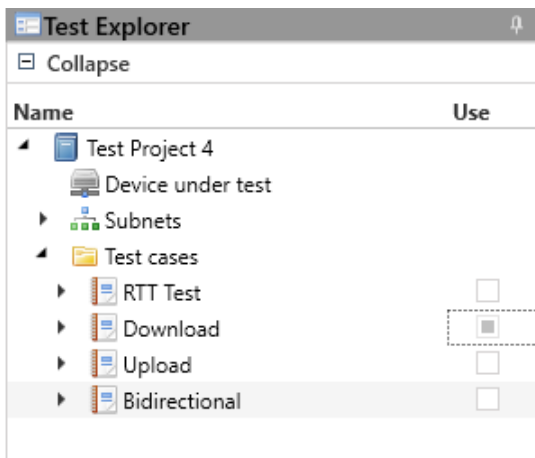 Test Explorer
Collapse
Name Use
Test Project 4
Device under test
Subnets
Test cases
RTT Test
Download
Upload
Bidirectional